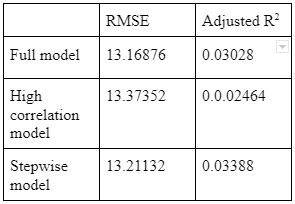 RMSE Adjusted R²
Full model 13.16876 0.03028
High correlation model 13.37352 0.0.02464
Stepwise model 13.21132 0.03388